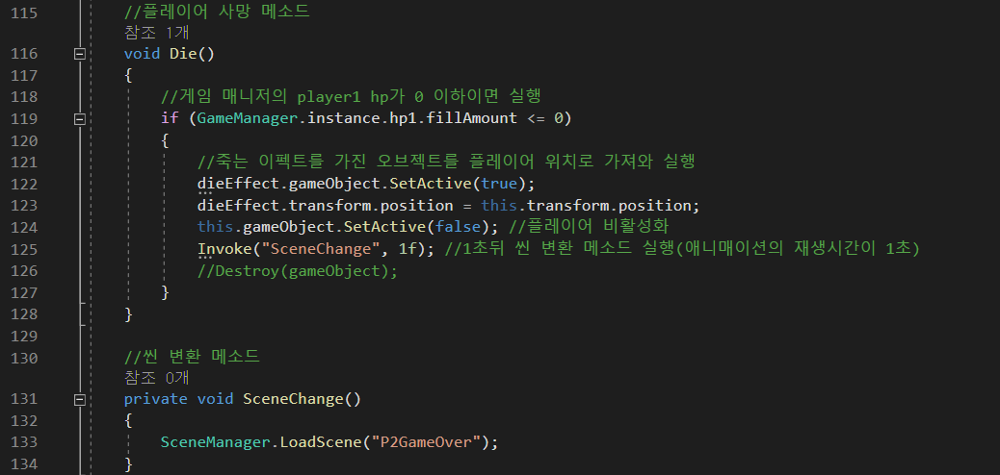 115 //플레이어 사망 메소드
참조 1개
116 void Die()
117 {
118 //게임 매니저의 player1 hp가 0 이하이면 실행
119 if (GameManager.instance.hp1.fillAmount <= 0)
120 {
121 //죽는 이펙트를 가진 오브젝트를 플레이어 위치로 가져와 실행
122 dieEffect.gameObject.SetActive(true);
123 dieEffect.transform.position = this.transform.position;
124 this.gameObject.SetActive(false); //플레이어 비활성화
125 Invoke("SceneChange", 1f); //1초뒤 씬 변환 메소드 실행(애니매이션의 재생시간이 1초)
126 //Destroy(gameObject);
127 }
128 }
129
130 //씬 변환 메소드
참조 0개
131 private void SceneChange()
132 {
133 SceneManager.LoadScene("P2GameOver");
134 }